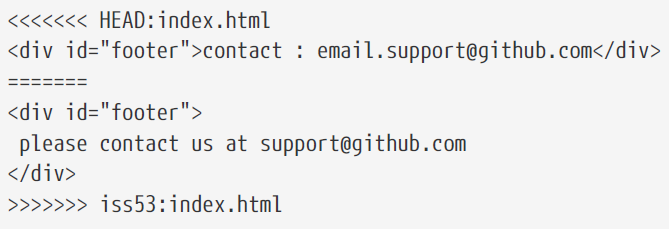 <<<<<<< HEAD:index.html
<div id="footer">contact : email.support@github.com</div>
=======
<div id="footer">
 please contact us at support@github.com
</div>
>>>>>>> iss53:index.html